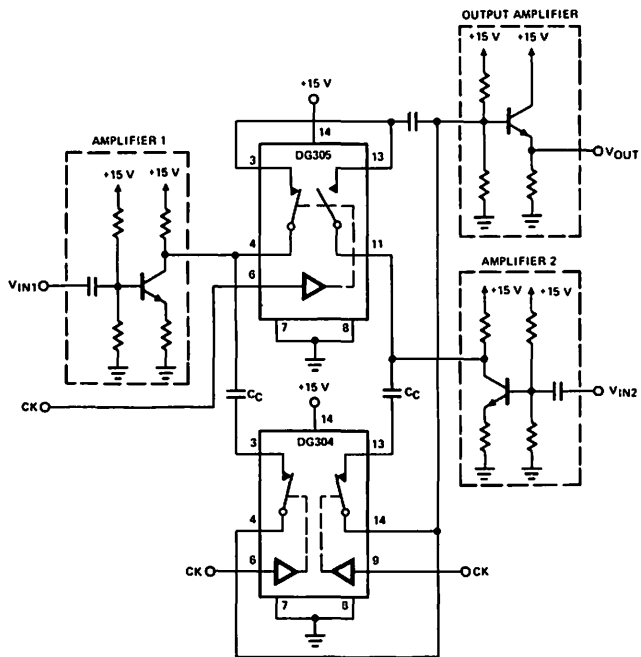 OUTPUT AMPLIFIER
+15 V +15 V
VOUT
+15 V
14
AMPLIFIER 1
+15 V +15 V
VIN1
3 DG305 13
4 11
6
7 8
CK
AMPLIFIER 2
+15 V +15 V
VIN2
CC CC
+15 V
14
3 DG304 13
4 14
CK 6 9 CK
7 8